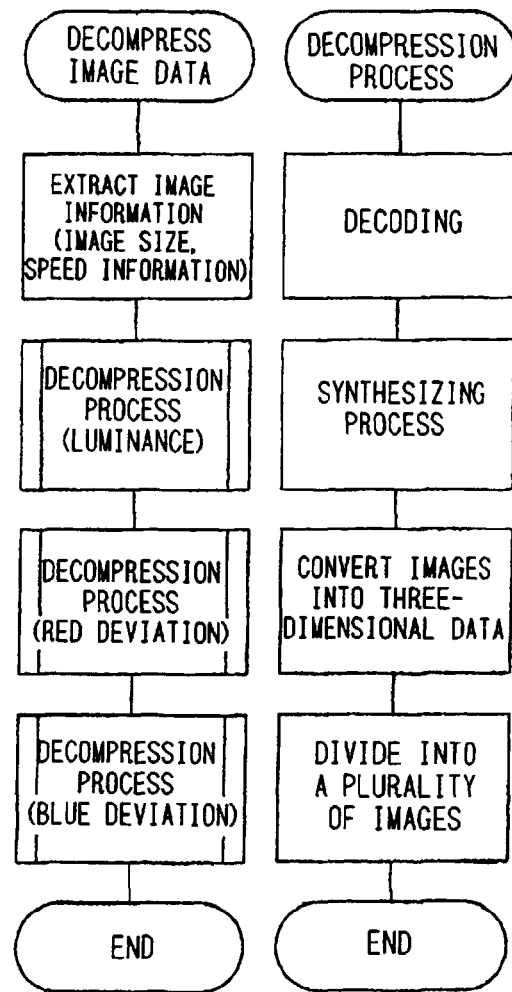 DECOMPRESS
IMAGE DATA
EXTRACT IMAGE
INFORMATION
(IMAGE SIZE,
SPEED INFORMATION)
DECOMPRESSION
PROCESS
(LUMINANCE)
DECOMPRESSION
PROCESS
(RED DEVIATION)
DECOMPRESSION
PROCESS
(BLUE DEVIATION)
END
DECOMPRESSION
PROCESS
DECODING
SYNTHESIZING
PROCESS
CONVERT IMAGES
INTO THREE-
DIMENSIONAL DATA
DIVIDE INTO
A PLURALITY
OF IMAGES
END